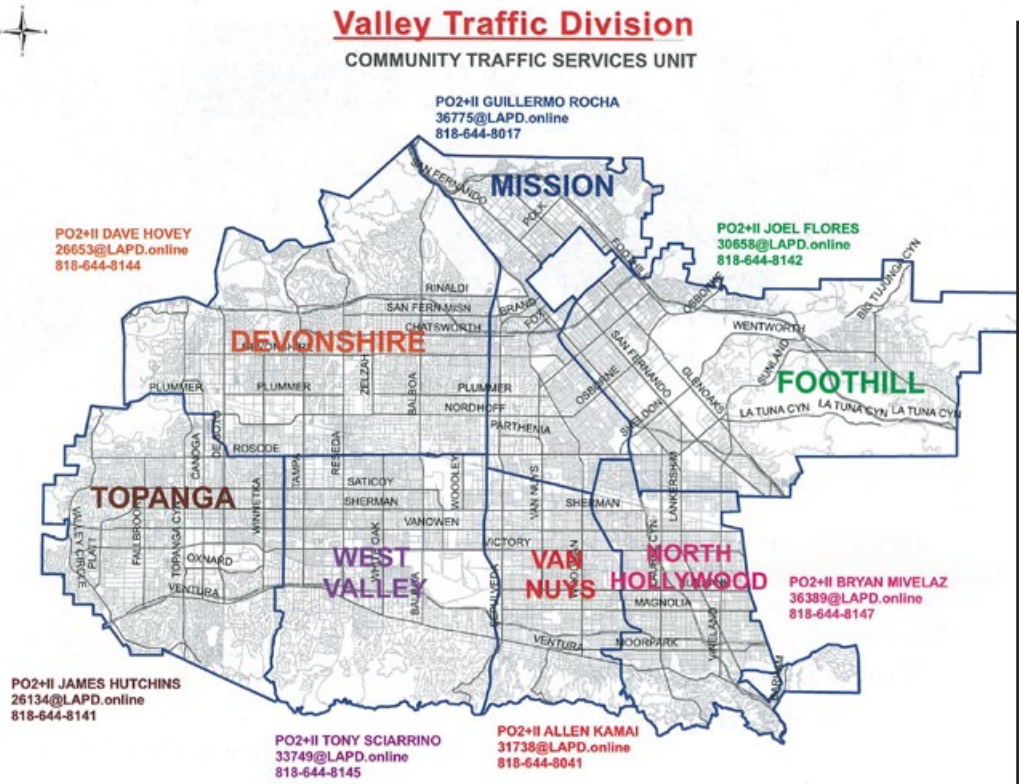 Valley Traffic Division
COMMUNITY TRAFFIC SERVICES UNIT
PO2+II GUILLERMO ROCHA
36775@LAPD.online
818-644-8017
SAN FERNANDO
MISSION
POLK
PO2+II DAVE HOVEY
26653@LAPD.online
818-644-8144
PO2+II JOEL FLORES
30658@LAPD.online
818-644-8142
FOOTHILL
OSBORNE
BIG TUJUNGA CYN
RINALDI
SAN FERN MISN
BRAND
FOX
CHATSWORTH
WENTWORTH
DEVONSHIRE
DEVONSHIRE
SAN FERNANDO
SUNLAND
GLENOAKS
FOOTHILL
PLUMMER
PLUMMER
ZELZAH
BALBOA
PLUMMER
OSBORNE
NORDHOFF
LA TUNA CYN
LA TUNA CYN
LA TUNA CYN
PARTHENIA
SHELDON
CANOGA
DE SOTO
ROSCOE
TAMPA
RESEDA
WOODLEY
VAN NUYS
LANKERSHIM
SATICOY
TOPANGA
WINNETKA
SHERMAN
SHERMAN
VANOWEN
VALLEY CIRCLE
PLATT
FALLBROOK
TOPANGA CYN
OXNARD
VICTORY
WEST
VALLEY
WHITE OAK
BALBOA
VAN
NUYS
WOODMAN
NORTH
HOLLYWOOD
LAUREL CYN
VENTURA
SEPULVEDA
MAGNOLIA
PO2+II BRYAN MIVELAZ
36389@LAPD.online
818-644-8147
VENTURA
MOORPARK
VINELAND
BARHAM
PO2+II JAMES HUTCHINS
26134@LAPD.online
818-644-8141
PO2+II TONY SCIARRINO
33749@LAPD.online
818-644-8145
PO2+II ALLEN KAMAI
31738@LAPD.online
818-644-8041